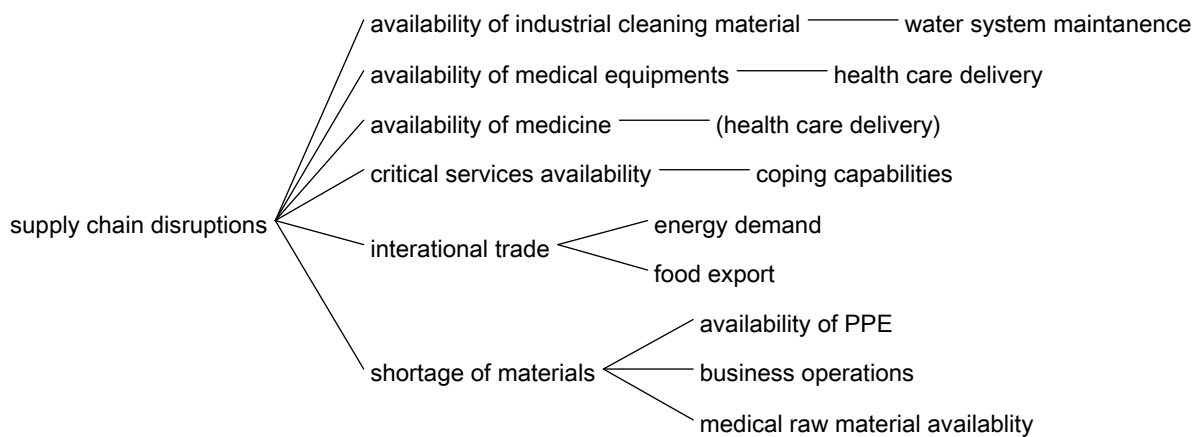 availability of industrial cleaning material water system maintanence
availability of medical equipments health care delivery
availability of medicine (health care delivery)
critical services availability coping capabilities
supply chain disruptions
energy demand
interational trade
food export
availability of PPE
shortage of materials business operations
medical raw material availablity